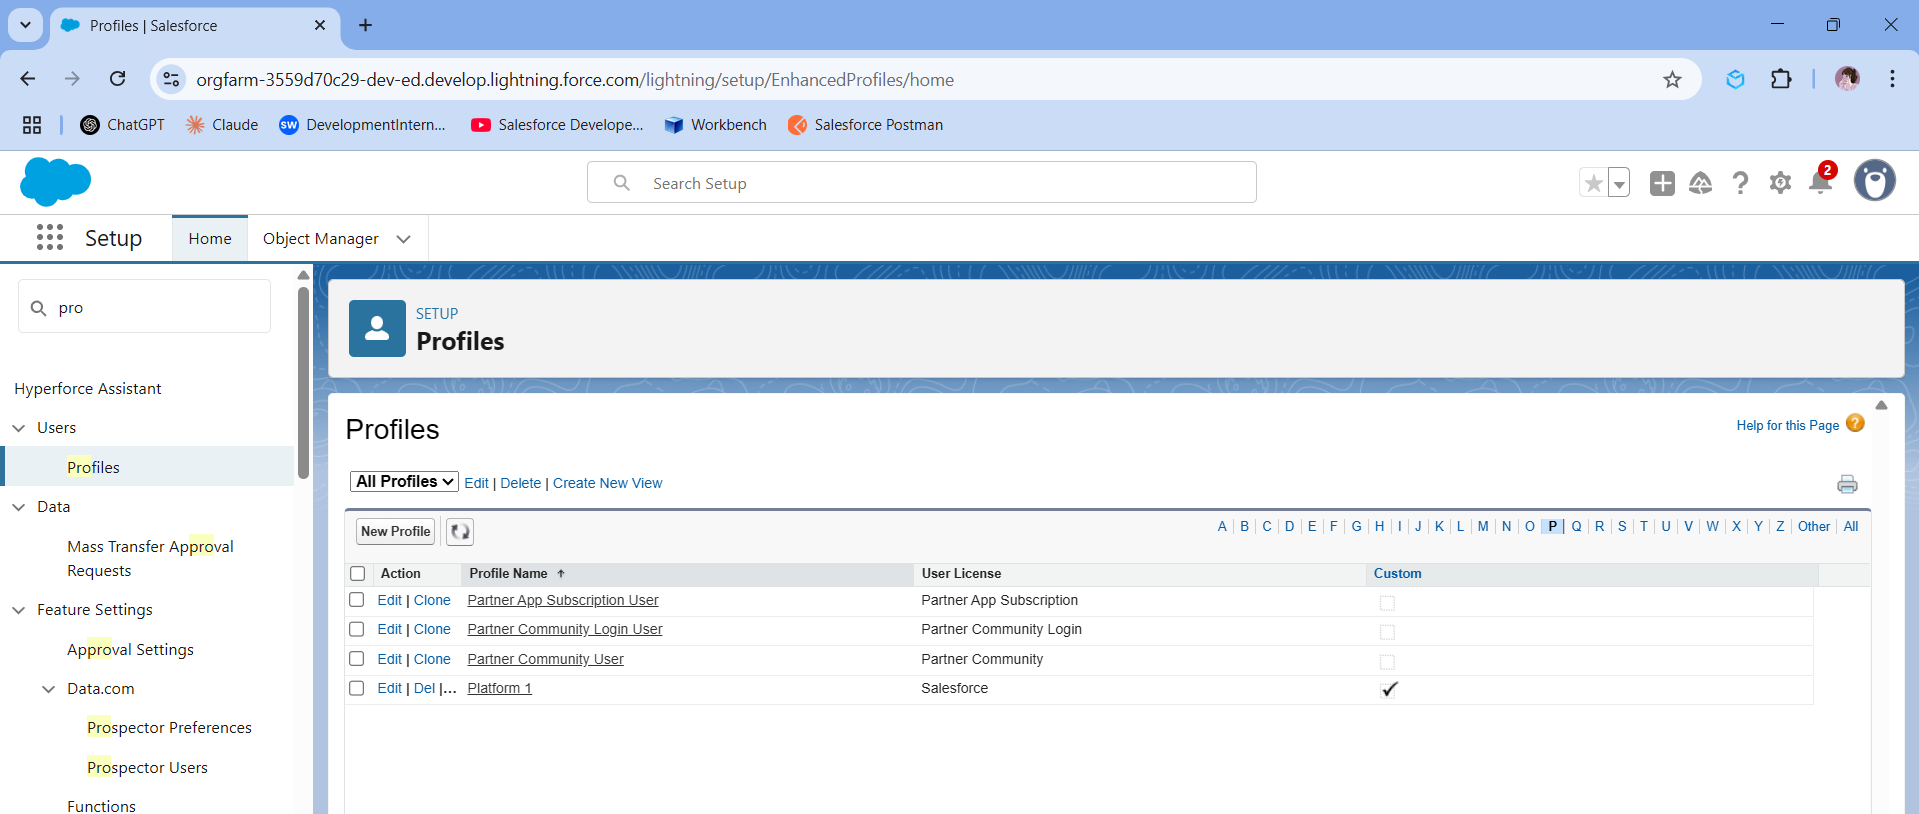 Profiles | Salesforce
orgfarm-3559d70c29-dev-ed.develop.lightning.force.com/lightning/setup/EnhancedProfiles/home
ChatGPT Claude SW DevelopmentIntern... Salesforce Develope... Workbench Salesforce Postman
Search Setup
2
Setup Home Object Manager
pro
Hyperforce Assistant
Users
Profiles
Data
Mass Transfer Approval
Requests
Feature Settings
Approval Settings
Data.com
Prospector Preferences
Prospector Users
Functions
SETUP
Profiles
Profiles
Help for this Page ?
All Profiles Edit | Delete | Create New View
New Profile
A | B | C | D | E | F | G | H | I | J | K | L | M | N | O | P | Q | R | S | T | U | V | W | X | Y | Z | Other | All
Action Profile Name ↑ User License Custom
Edit | Clone Partner App Subscription User Partner App Subscription
Edit | Clone Partner Community Login User Partner Community Login
Edit | Clone Partner Community User Partner Community
Edit | Del |... Platform 1 Salesforce